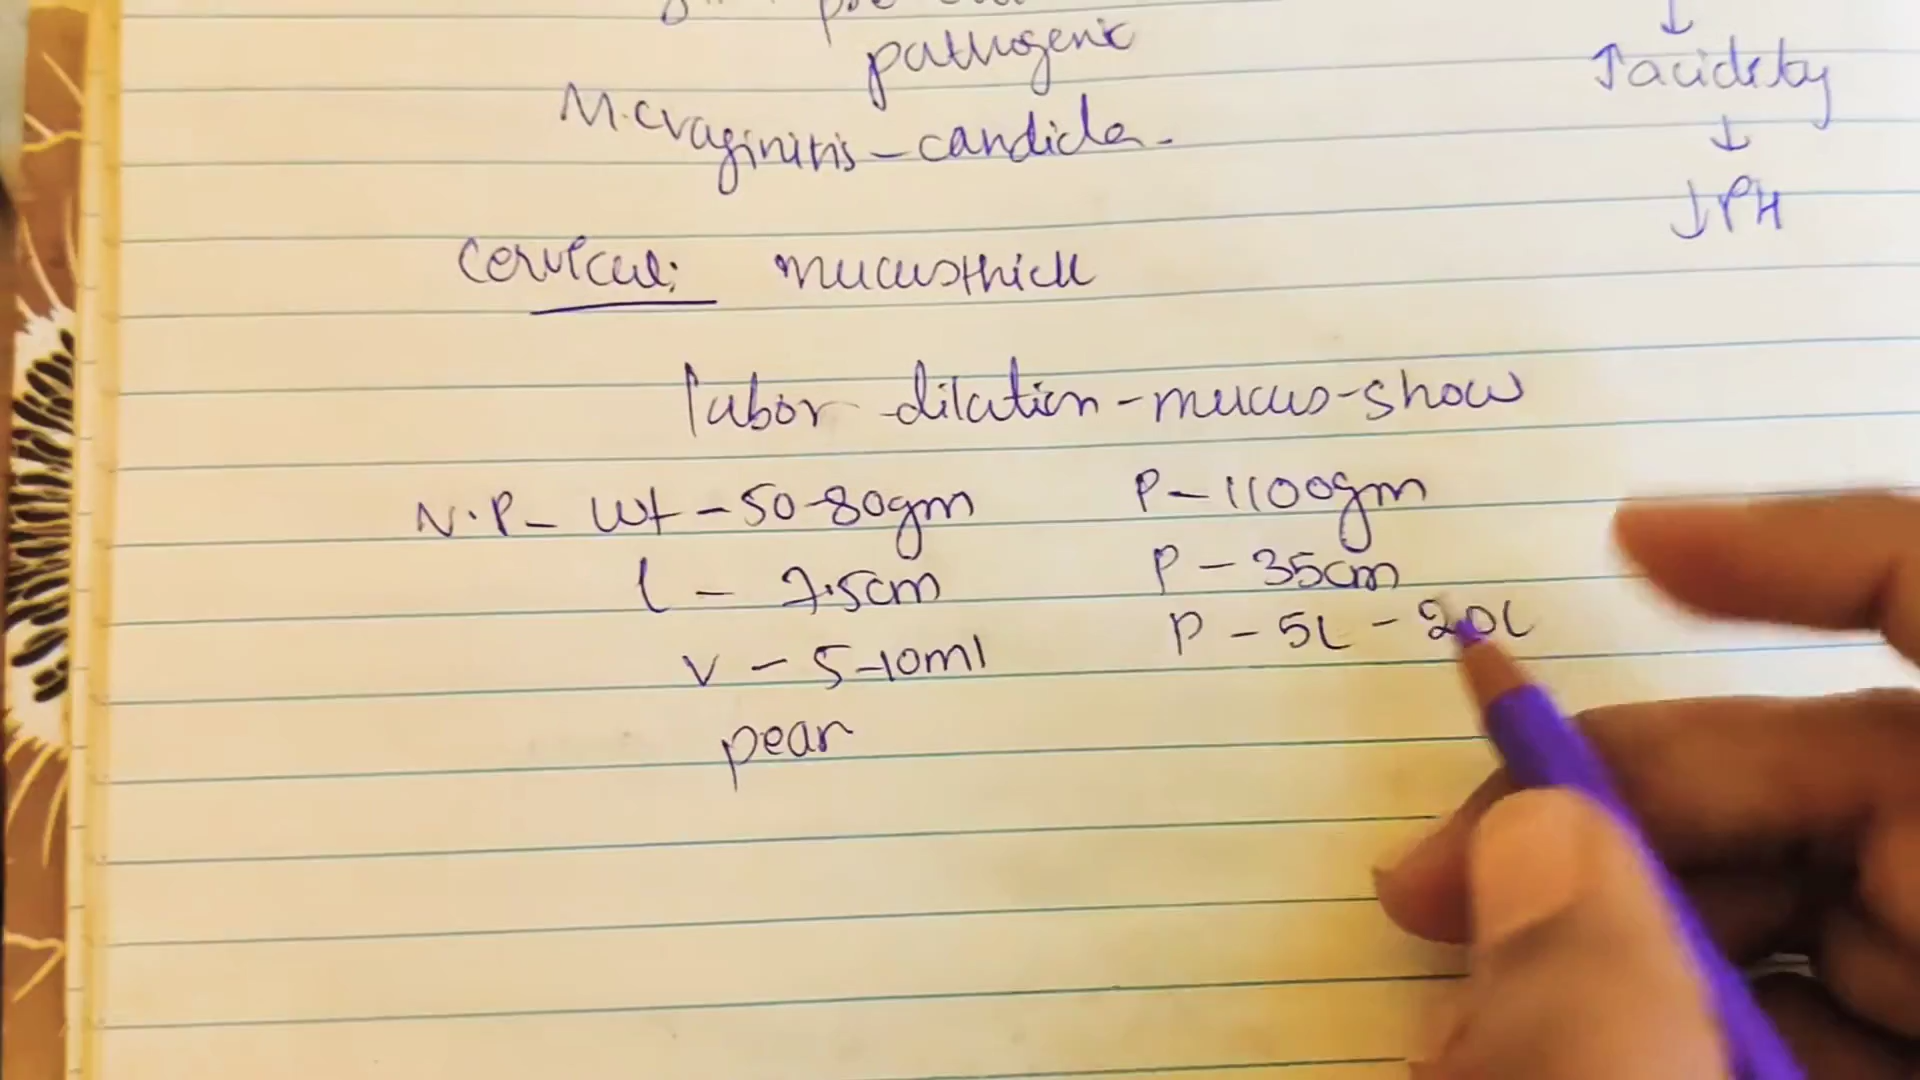 pathogenic
↑acidity
M.C vaginitis - candida -
↓PH
cervical: mucus thick
labor - dilation - mucus - show
N.P - Wt - 50-80gm P - 1100gm
l - 7.5cm P - 35cm
V - 5-10ml P - 5L - 20L
pear